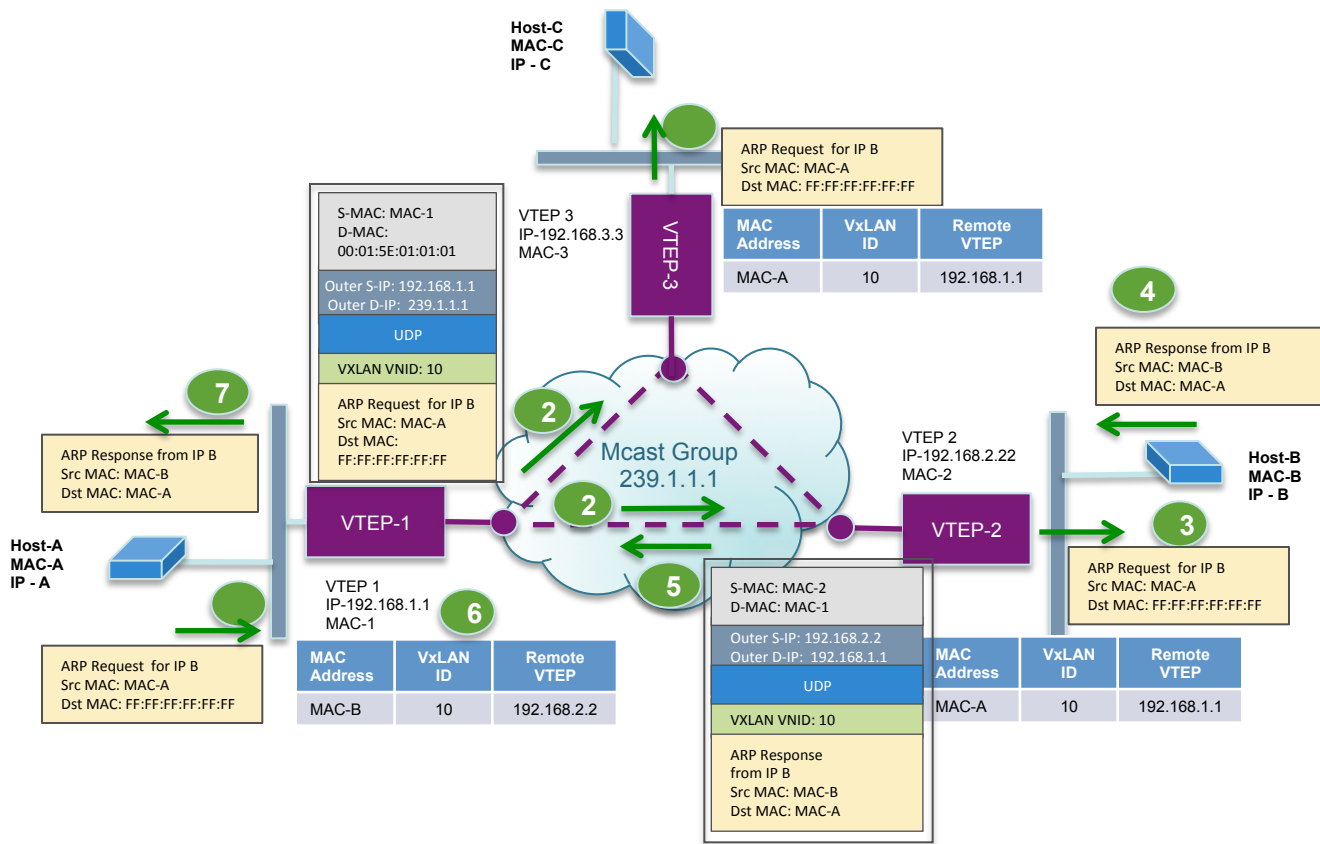 Host-C
MAC-C
IP - C
ARP Request for IP B
Src MAC: MAC-A
Dst MAC: FF:FF:FF:FF:FF:FF
VTEP 3
IP-192.168.3.3
MAC-3
VTEP-3
MAC Address VxLAN ID Remote VTEP
MAC-A 10 192.168.1.1
S-MAC: MAC-1
D-MAC:
00:01:5E:01:01:01
Outer S-IP: 192.168.1.1
Outer D-IP: 239.1.1.1
UDP
VXLAN VNID: 10
ARP Request for IP B
Src MAC: MAC-A
Dst MAC:
FF:FF:FF:FF:FF:FF
4
ARP Response from IP B
Src MAC: MAC-B
Dst MAC: MAC-A
7
ARP Response from IP B
Src MAC: MAC-B
Dst MAC: MAC-A
2
Mcast Group
239.1.1.1
2
5
VTEP 2
IP-192.168.2.22
MAC-2
VTEP-2
Host-B
MAC-B
IP - B
3
ARP Request for IP B
Src MAC: MAC-A
Dst MAC: FF:FF:FF:FF:FF:FF
VTEP-1
Host-A
MAC-A
IP - A
VTEP 1
IP-192.168.1.1
MAC-1
6
ARP Request for IP B
Src MAC: MAC-A
Dst MAC: FF:FF:FF:FF:FF:FF
MAC Address VxLAN ID Remote VTEP
MAC-B 10 192.168.2.2
S-MAC: MAC-2
D-MAC: MAC-1
Outer S-IP: 192.168.2.2
Outer D-IP: 192.168.1.1
UDP
VXLAN VNID: 10
ARP Response
from IP B
Src MAC: MAC-B
Dst MAC: MAC-A
MAC Address VxLAN ID Remote VTEP
MAC-A 10 192.168.1.1